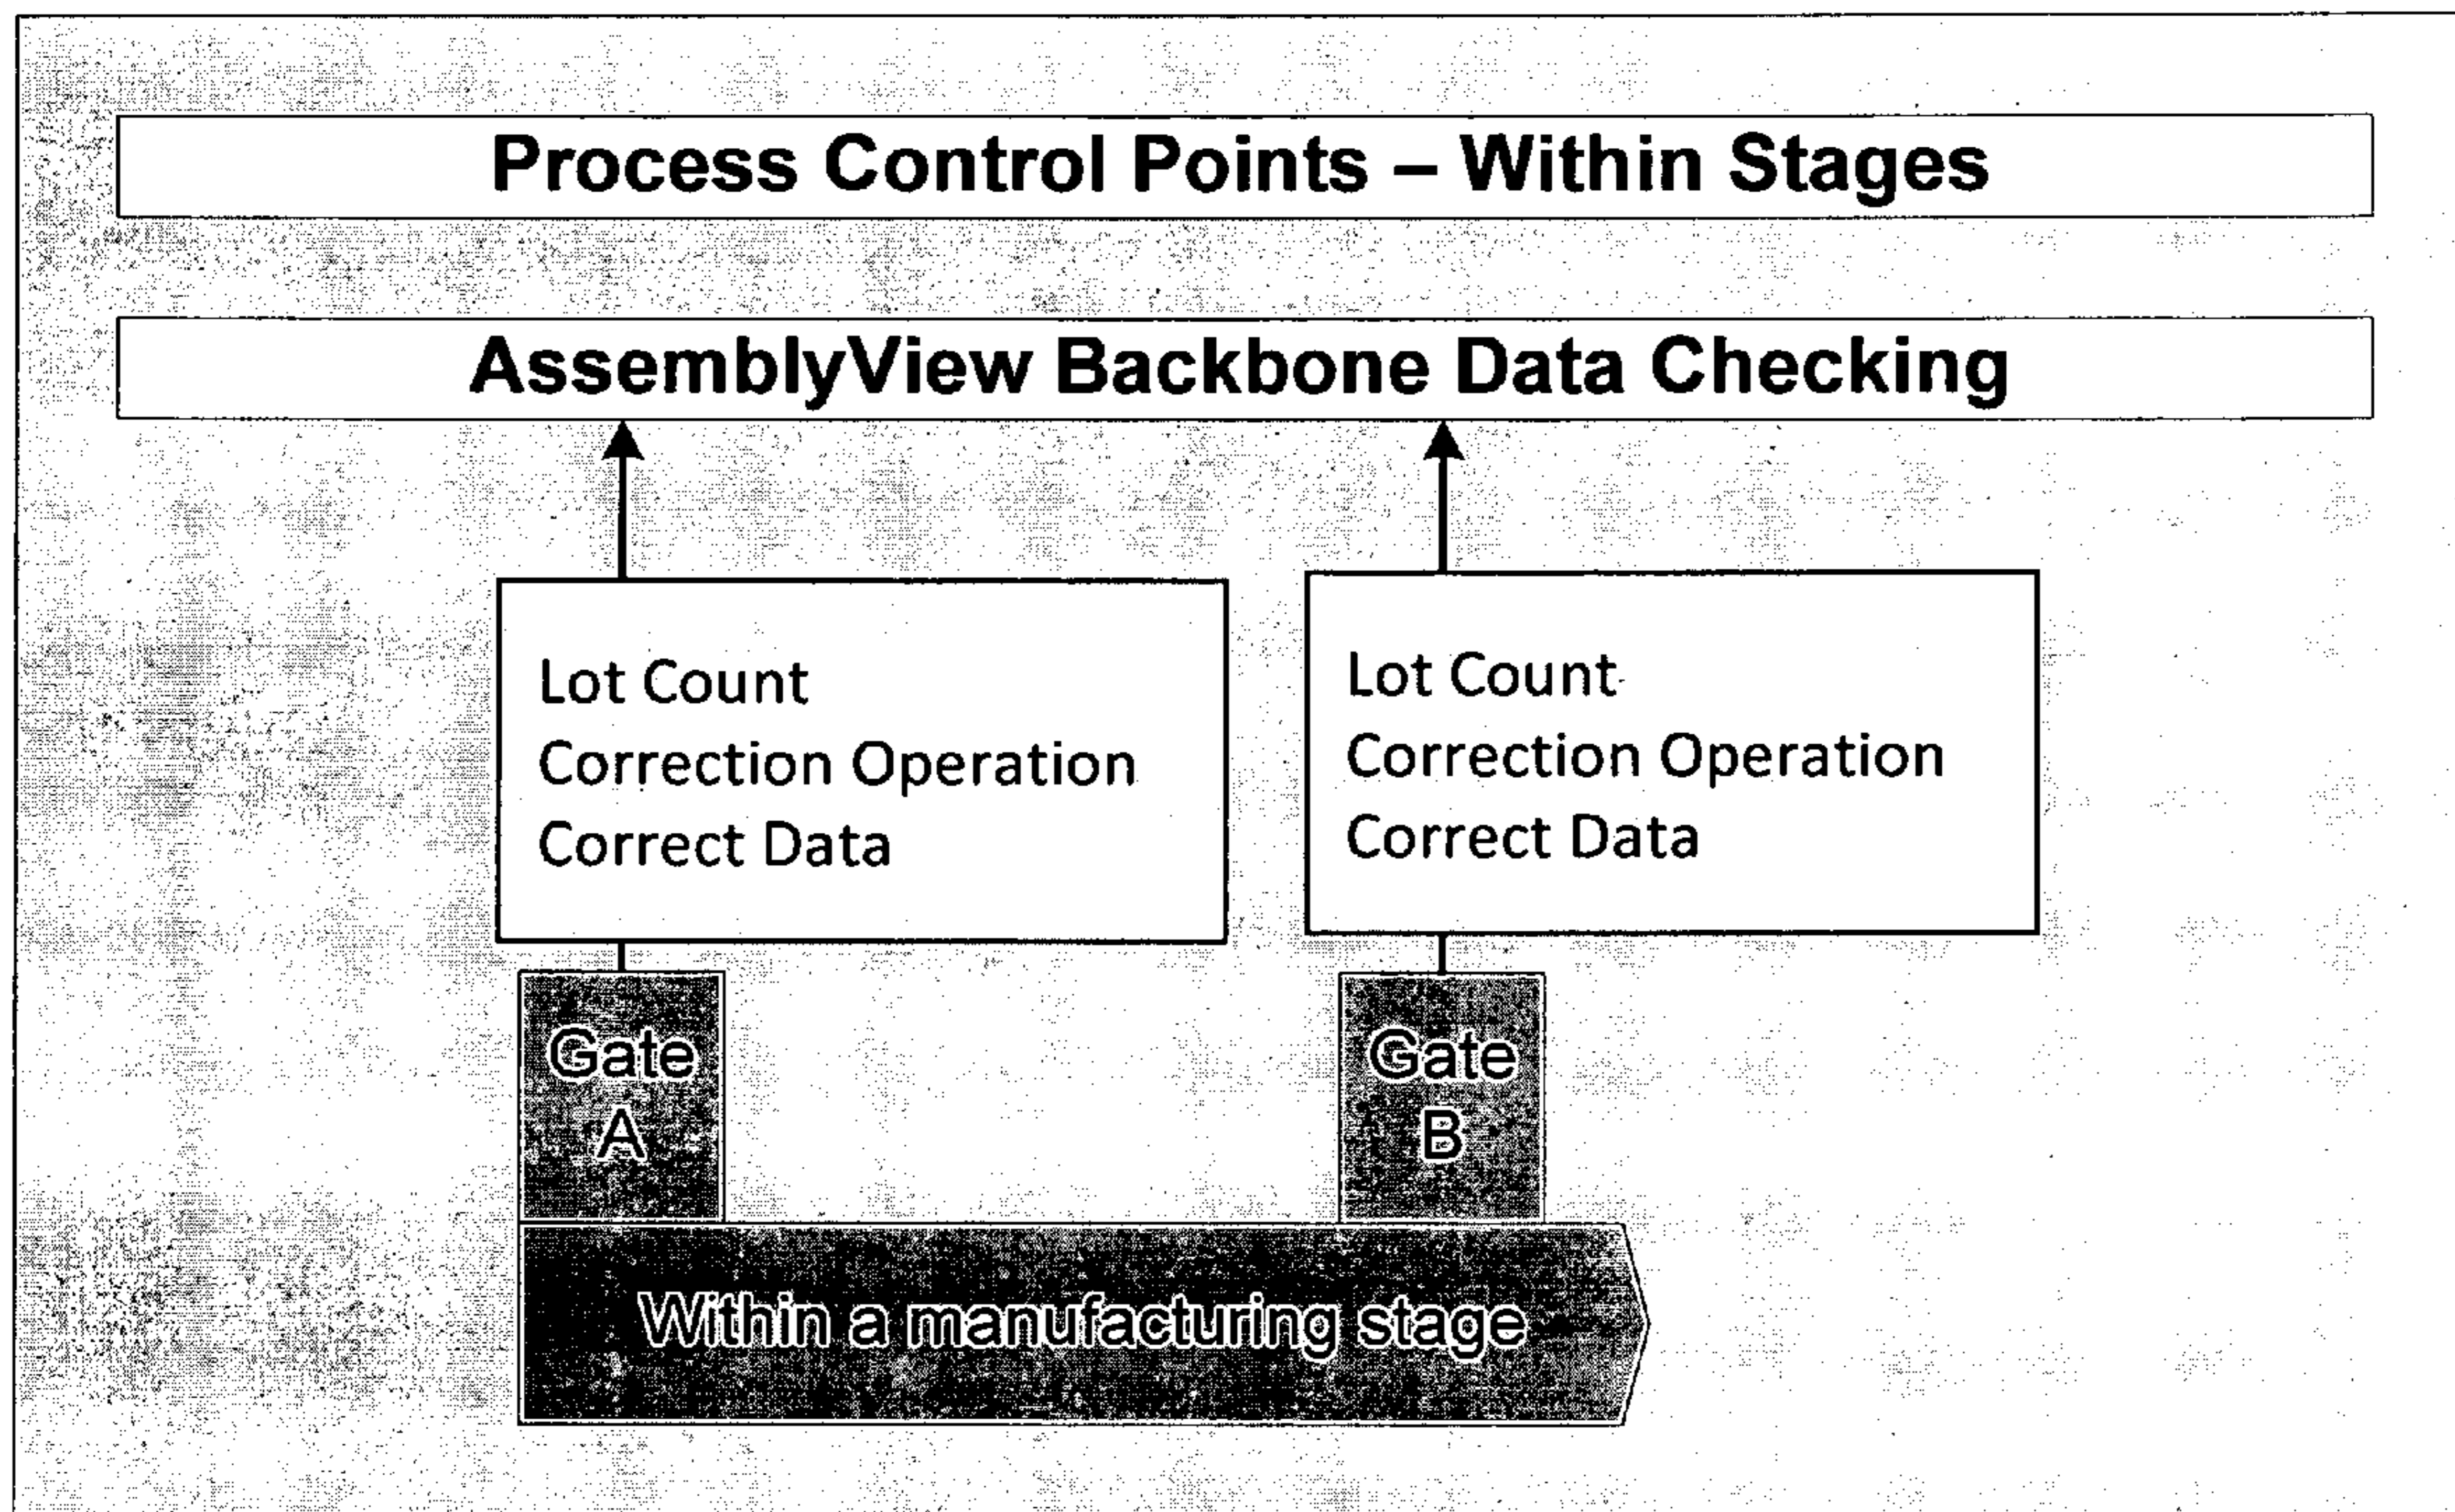 Process Control Points – Within Stages
AssemblyView Backbone Data Checking
Lot Count
Correction Operation
Correct Data
Lot Count
Correction Operation
Correct Data
Gate
A
Gate
B
Within a manufacturing stage